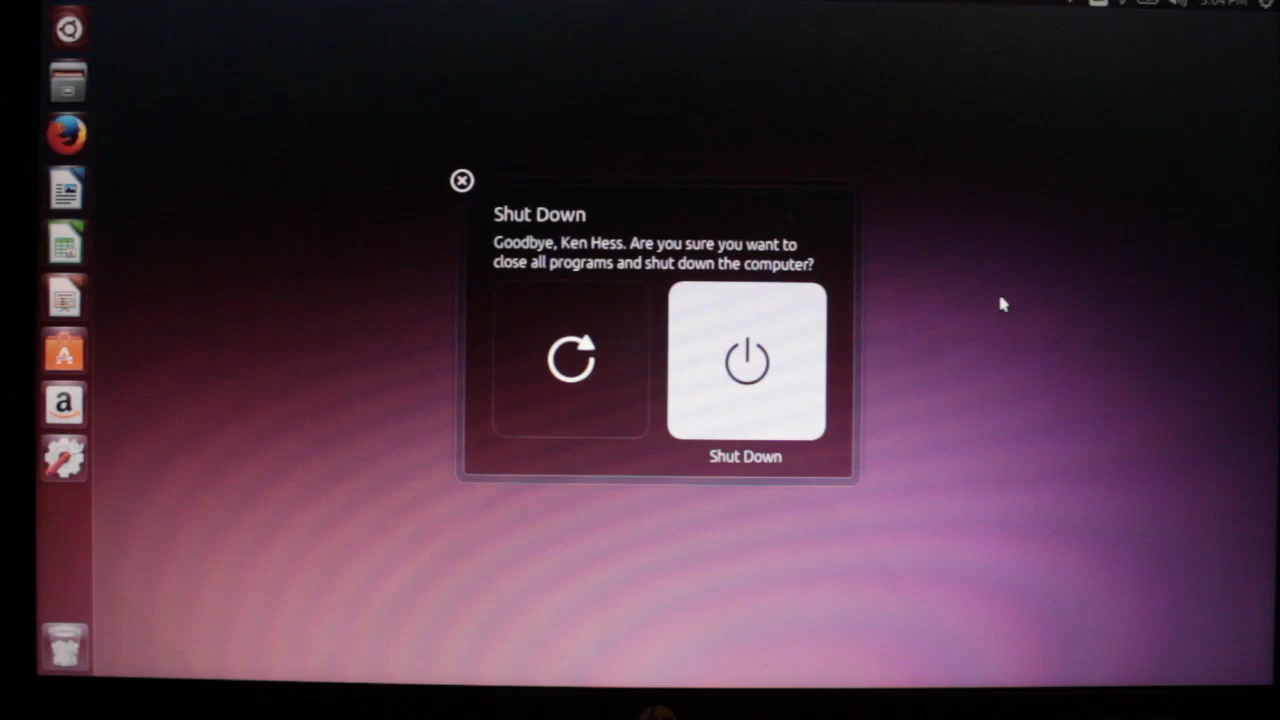 Shut Down
Goodbye, Ken Hess. Are you sure you want to
close all programs and shut down the computer?
Shut Down